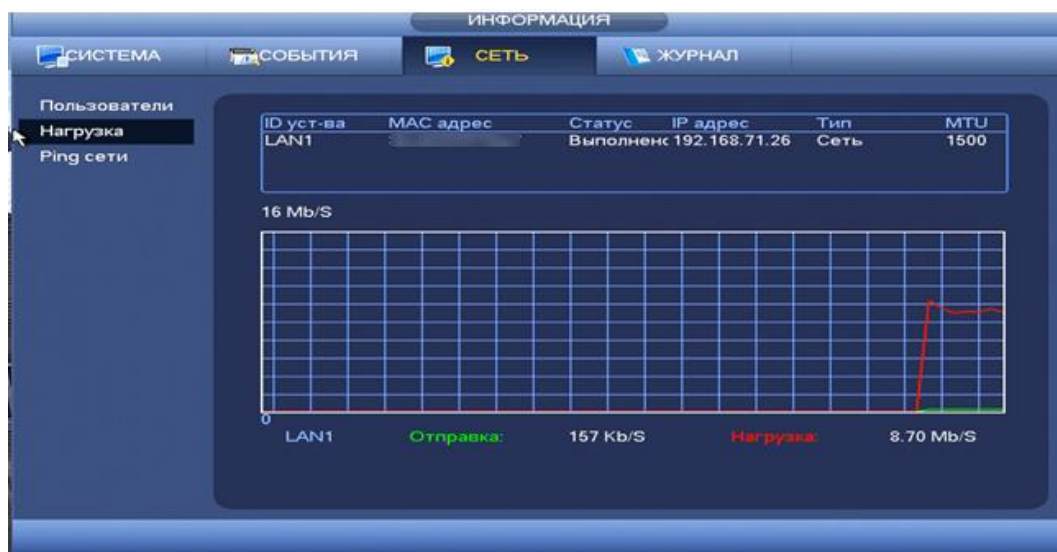 ИНФОРМАЦИЯ
СИСТЕМА СОБЫТИЯ СЕТЬ ЖУРНАЛ
Пользователи
Нагрузка
Ping сети
ID уст-ва MAC адрес Статус IP адрес Тип MTU
LAN1 Выполненс 192.168.71.26 Сеть 1500
16 Mb/S
0
LAN1 Отправка: 157 Kb/S Нагрузка: 8.70 Mb/S